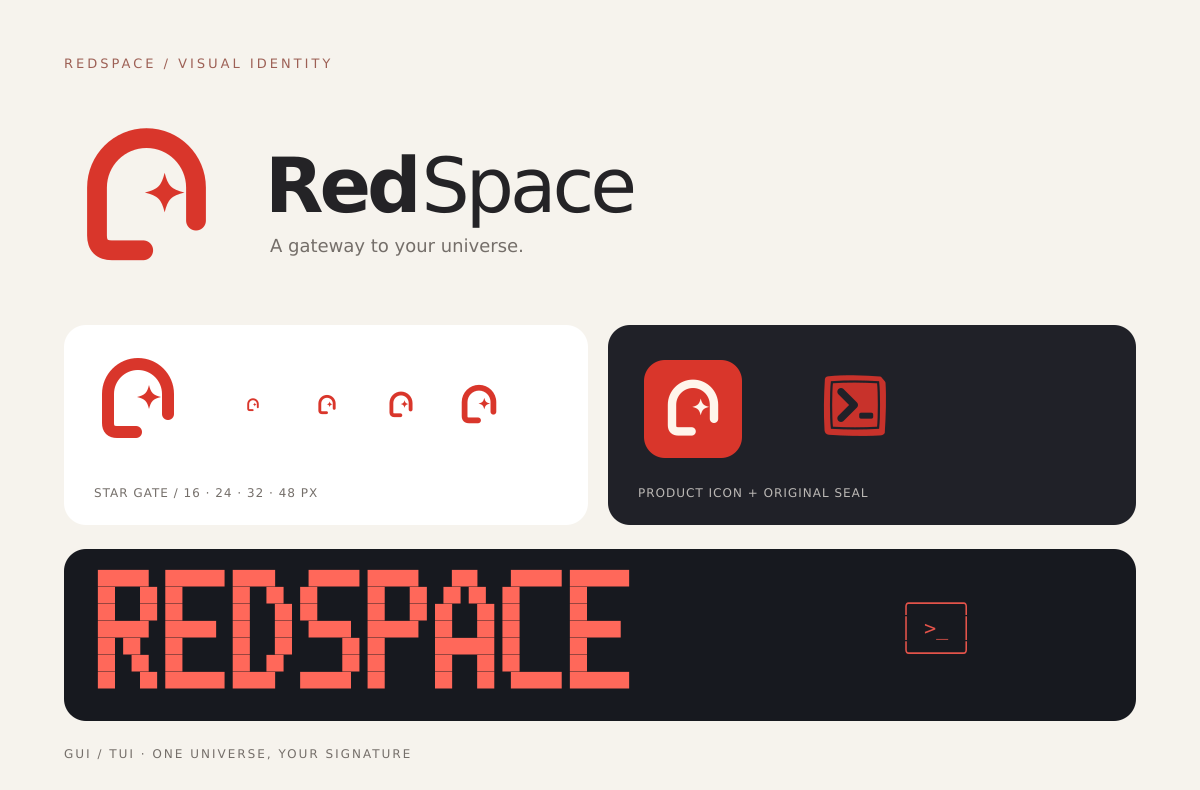 REDSPACE / VISUAL IDENTITY
RedSpace
A gateway to your universe.
STAR GATE / 16 · 24 · 32 · 48 PX
PRODUCT ICON + ORIGINAL SEAL
REDSPACE
>_
GUI / TUI · ONE UNIVERSE, YOUR SIGNATURE